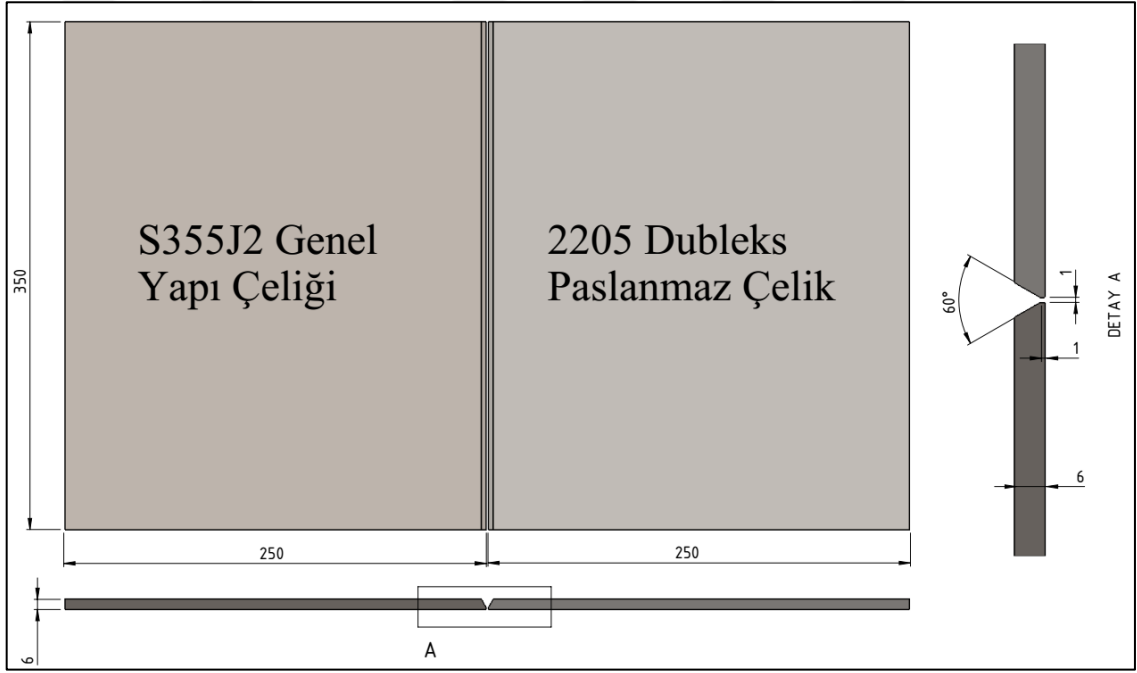 S355J2 Genel
Yapı Çeliği
2205 Dubleks
Paslanmaz Çelik
350
250
250
6
A
60°
1
1
6
DETAY A